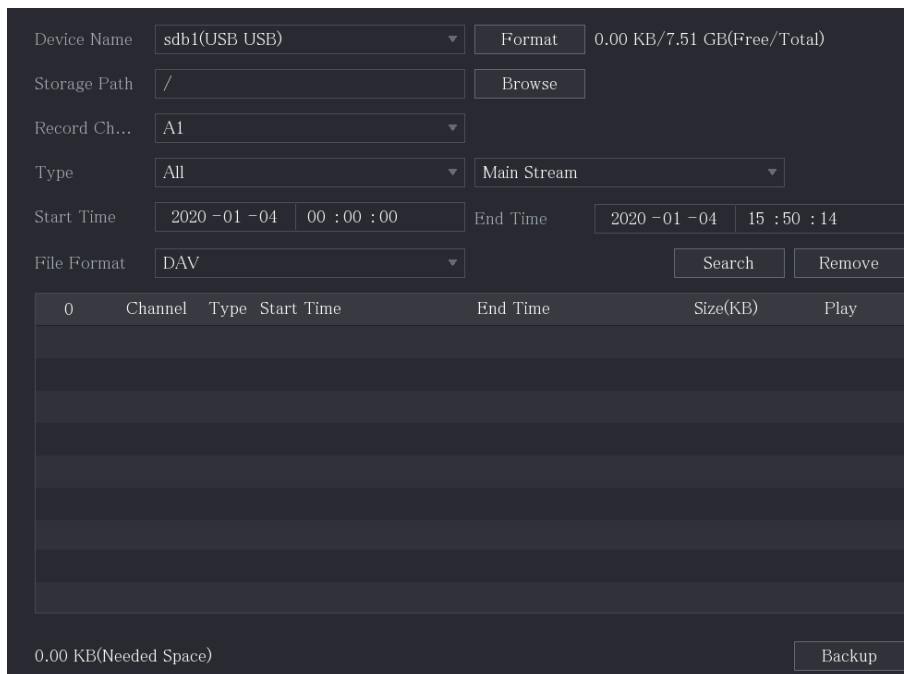 Device Name sdb1(USB USB) Format 0.00 KB/7.51 GB(Free/Total)
Storage Path / Browse
Record Ch... A1
Type All Main Stream
Start Time 2020 -01 -04 00 :00 :00 End Time 2020 -01 -04 15 :50 :14
File Format DAV Search Remove
0 Channel Type Start Time End Time Size(KB) Play
0.00 KB(Needed Space) Backup